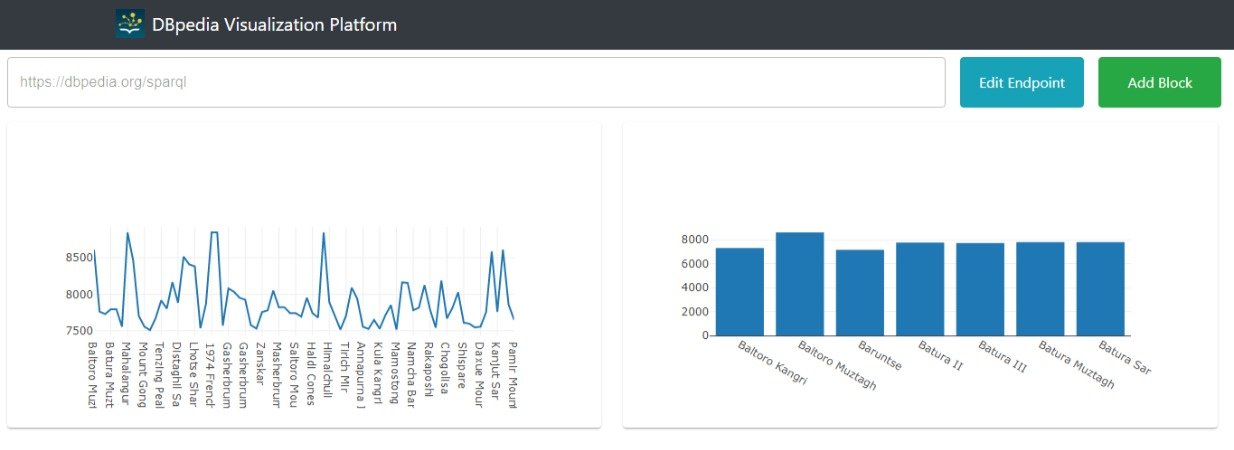 DBpedia Visualization Platform
https://dbpedia.org/sparql
Edit Endpoint
Add Block
8500
8000
7500
Baltoro Muzt
Batura Muzt
Mahalangur
Mount Gong
Tenzing Peal
Distaghil Sa
Lhotse Shar
1974 French
Gasherbrum
Gasherbrum
Zanskar
Masherbrum
Saltoro Mou
Haldi Cones
Himalchuli
Tirich Mir
Annapurna I
Kula Kangri
Mamostong
Namcha Bar
Rakaposhi
Chogolisa
Shispare
Daxue Mour
Kanjut Sar
Pamir Mount
8000
6000
4000
2000
0
Baltoro Kangri
Baltoro Muztagh
Baruntse
Batura II
Batura III
Batura Muztagh
Batura Sar